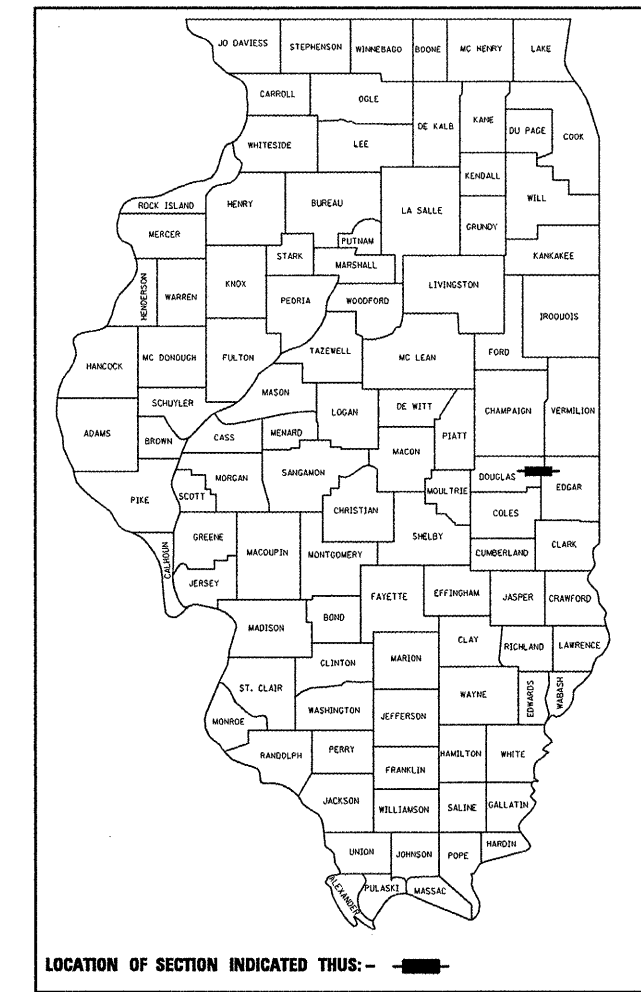 JO DAVIESS STEPHENSON WINNEBAGO BOONE MC HENRY LAKE
CARROLL OGLE DE KALB KANE DU PAGE COOK
WHITESIDE LEE KENDALL WILL
ROCK ISLAND HENRY BUREAU LA SALLE GRUNDY
MERCER PUTNAM KANKAKEE
HENDERSON WARREN KNOX STARK MARSHALL LIVINGSTON IROQUOIS
PEORIA WOODFORD
HANCOCK MC DONOUGH FULTON TAZEWELL MC LEAN FORD
SCHUYLER MASON LOGAN DE WITT CHAMPAIGN VERMILION
ADAMS BROWN CASS MENARD MACON PIATT
PIKE SCOTT MORGAN SANGAMON CHRISTIAN MOULTRIE DOUGLAS EDGAR
COLES
CALHOUN GREENE MACOUPIN MONTGOMERY SHELBY CUMBERLAND CLARK
JERSEY FAYETTE EFFINGHAM JASPER CRAWFORD
MADISON BOND CLAY RICHLAND LAWRENCE
CLINTON MARION
ST. CLAIR WAYNE EDWARDS WABASH
MONROE WASHINGTON JEFFERSON
RANDOLPH PERRY HAMILTON WHITE
FRANKLIN
JACKSON WILLIAMSON SALINE GALLATIN
UNION JOHNSON POPE HARDIN
ALEXANDER PULASKI MASSAC
LOCATION OF SECTION INDICATED THUS: -